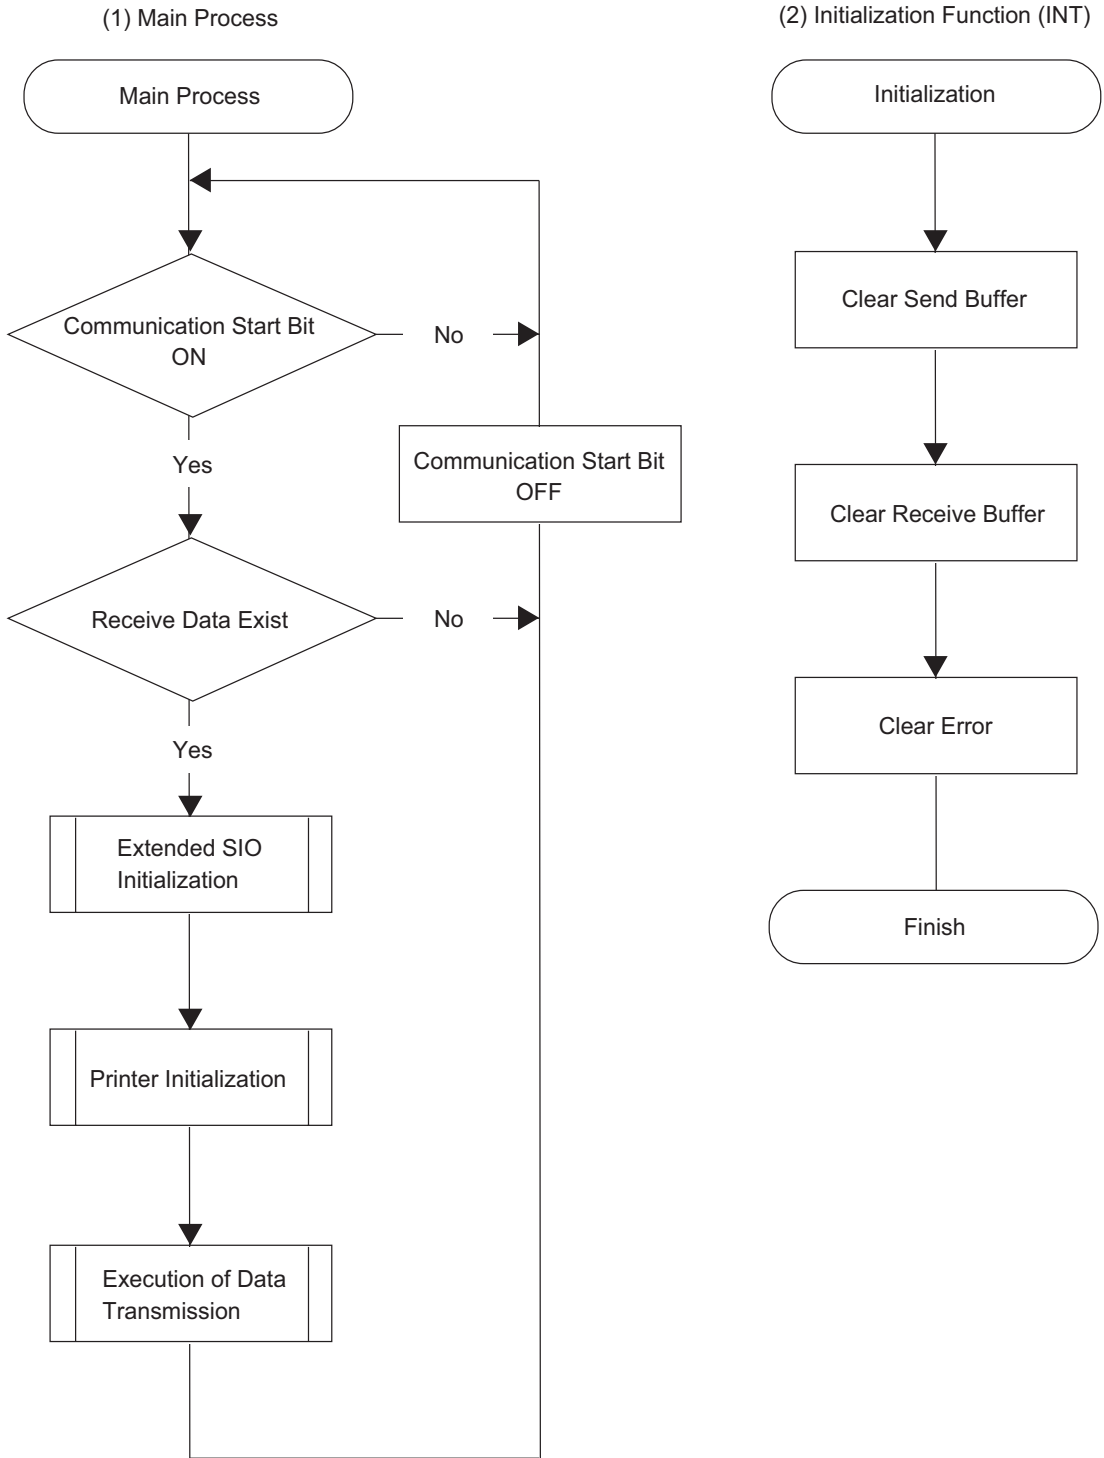 (1) Main Process
Main Process
Communication Start Bit
ON
No
Yes
Communication Start Bit
OFF
Receive Data Exist
No
Yes
Extended SIO
Initialization
Printer Initialization
Execution of Data
Transmission
(2) Initialization Function (INT)
Initialization
Clear Send Buffer
Clear Receive Buffer
Clear Error
Finish